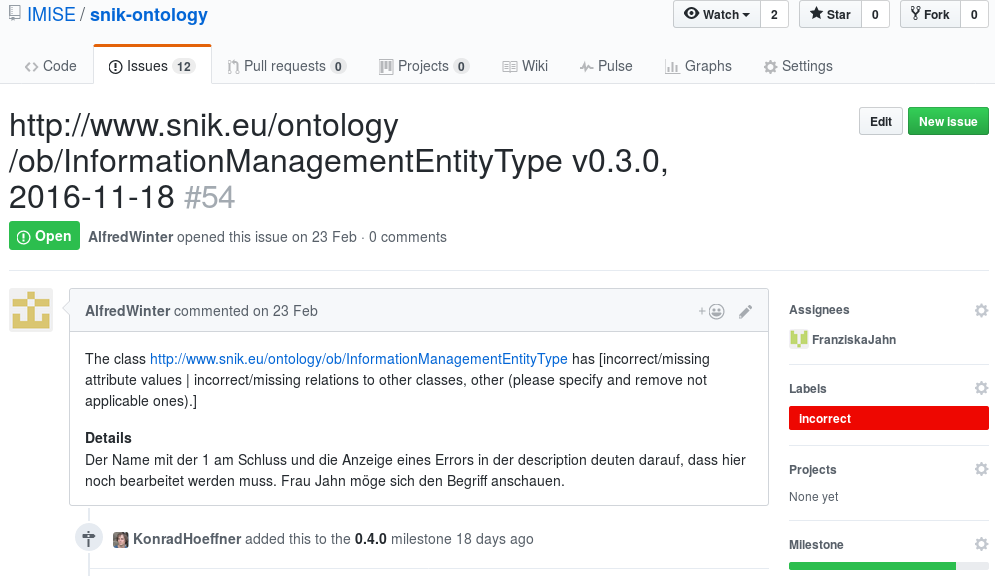 IMISE / snik-ontology
Watch 2 Star 0 Fork 0
Code Issues 12 Pull requests 0 Projects 0 Wiki Pulse Graphs Settings
http://www.snik.eu/ontology
/ob/InformationManagementEntityType v0.3.0,
2016-11-18 #54
Edit New issue
Open AlfredWinter opened this issue on 23 Feb · 0 comments
AlfredWinter commented on 23 Feb
The class http://www.snik.eu/ontology/ob/InformationManagementEntityType has [incorrect/missing
attribute values | incorrect/missing relations to other classes, other (please specify and remove not
applicable ones).]
Details
Der Name mit der 1 am Schluss und die Anzeige eines Errors in der description deuten darauf, dass hier
noch bearbeitet werden muss. Frau Jahn möge sich den Begriff anschauen.
KonradHoeffner added this to the 0.4.0 milestone 18 days ago
Assignees
FranziskaJahn
Labels
Incorrect
Projects
None yet
Milestone